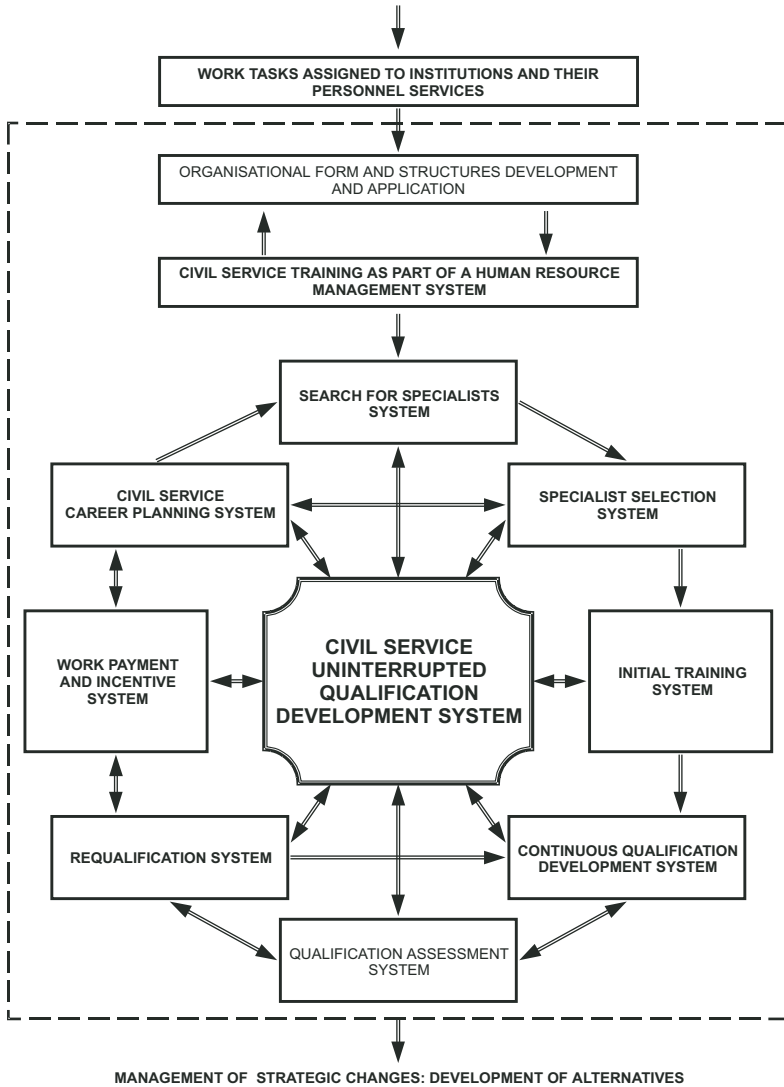 WORK TASKS ASSIGNED TO INSTITUTIONS AND THEIR
PERSONNEL SERVICES
ORGANISATIONAL FORM AND STRUCTURES DEVELOPMENT
AND APPLICATION
CIVIL SERVICE TRAINING AS PART OF A HUMAN RESOURCE
MANAGEMENT SYSTEM
SEARCH FOR SPECIALISTS
SYSTEM
CIVIL SERVICE
CAREER PLANNING SYSTEM
SPECIALIST SELECTION
SYSTEM
WORK PAYMENT
AND INCENTIVE
SYSTEM
CIVIL SERVICE
UNINTERRUPTED
QUALIFICATION
DEVELOPMENT SYSTEM
INITIAL TRAINING
SYSTEM
REQUALIFICATION SYSTEM
CONTINUOUS QUALIFICATION
DEVELOPMENT SYSTEM
QUALIFICATION ASSESSMENT
SYSTEM
MANAGEMENT OF STRATEGIC CHANGES: DEVELOPMENT OF ALTERNATIVES